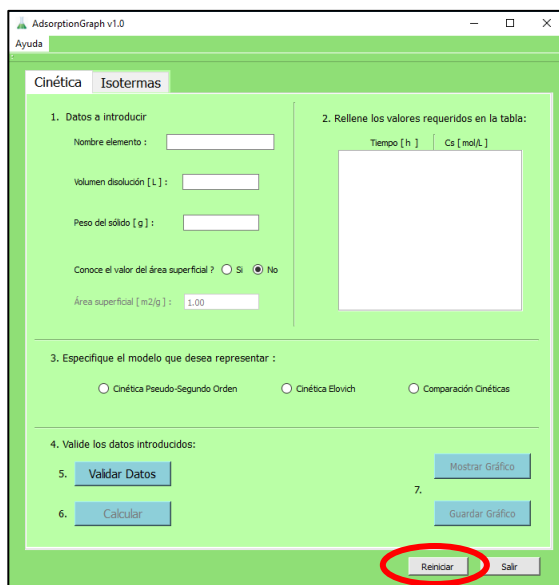 AdsorptionGraph v1.0
Ayuda
Cinética Isotermas
1. Datos a introducir
Nombre elemento :
Volumen disolución [ L ] :
Peso del sólido [ g ] :
Conoce el valor del área superficial ? Si No
Área superficial [ m2/g ] : 1.00
2. Rellene los valores requeridos en la tabla:
Tiempo [ h ] Cs [ mol/L ]
3. Especifique el modelo que desea representar :
Cinética Pseudo-Segundo Orden Cinética Elovich Comparación Cinéticas
4. Valide los datos introducidos:
5. Validar Datos
6. Calcular
7.
Mostrar Gráfico
Guardar Gráfico
Reiniciar Salir